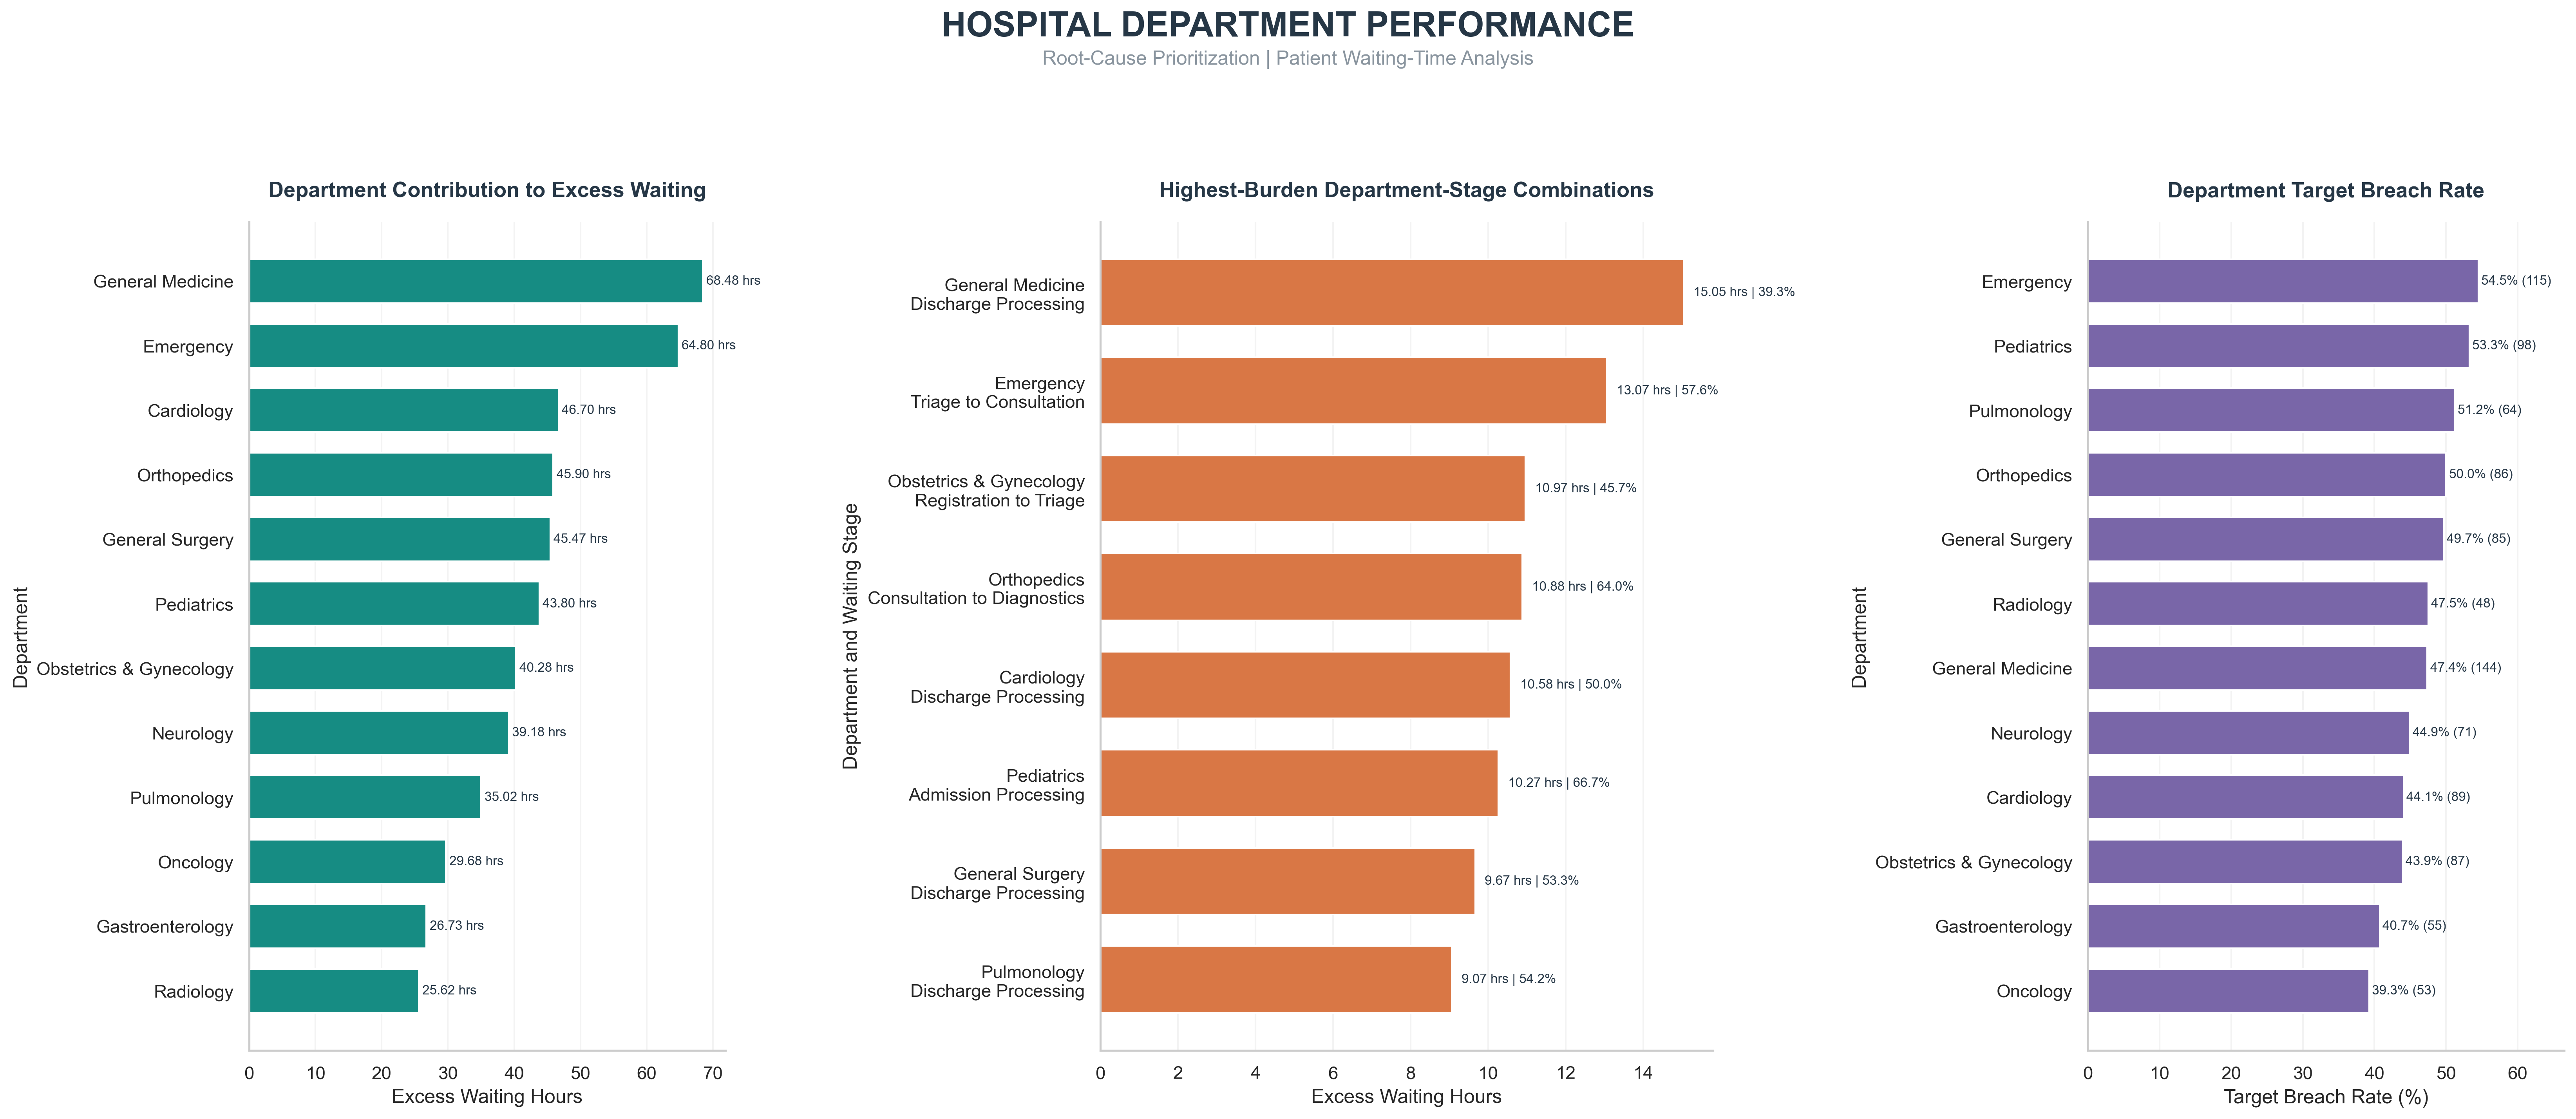 HOSPITAL DEPARTMENT PERFORMANCE
Root-Cause Prioritization | Patient Waiting-Time Analysis
Department Contribution to Excess Waiting
Department
General Medicine
68.48 hrs
Emergency
64.80 hrs
Cardiology
46.70 hrs
Orthopedics
45.90 hrs
General Surgery
45.47 hrs
Pediatrics
43.80 hrs
Obstetrics & Gynecology
40.28 hrs
Neurology
39.18 hrs
Pulmonology
35.02 hrs
Oncology
29.68 hrs
Gastroenterology
26.73 hrs
Radiology
25.62 hrs
0 10 20 30 40 50 60 70
Excess Waiting Hours
Highest-Burden Department-Stage Combinations
Department and Waiting Stage
General Medicine
Discharge Processing
15.05 hrs | 39.3%
Emergency
Triage to Consultation
13.07 hrs | 57.6%
Obstetrics & Gynecology
Registration to Triage
10.97 hrs | 45.7%
Orthopedics
Consultation to Diagnostics
10.88 hrs | 64.0%
Cardiology
Discharge Processing
10.58 hrs | 50.0%
Pediatrics
Admission Processing
10.27 hrs | 66.7%
General Surgery
Discharge Processing
9.67 hrs | 53.3%
Pulmonology
Discharge Processing
9.07 hrs | 54.2%
0 2 4 6 8 10 12 14
Excess Waiting Hours
Department Target Breach Rate
Department
Emergency
54.5% (115)
Pediatrics
53.3% (98)
Pulmonology
51.2% (64)
Orthopedics
50.0% (86)
General Surgery
49.7% (85)
Radiology
47.5% (48)
General Medicine
47.4% (144)
Neurology
44.9% (71)
Cardiology
44.1% (89)
Obstetrics & Gynecology
43.9% (87)
Gastroenterology
40.7% (55)
Oncology
39.3% (53)
0 10 20 30 40 50 60
Target Breach Rate (%)